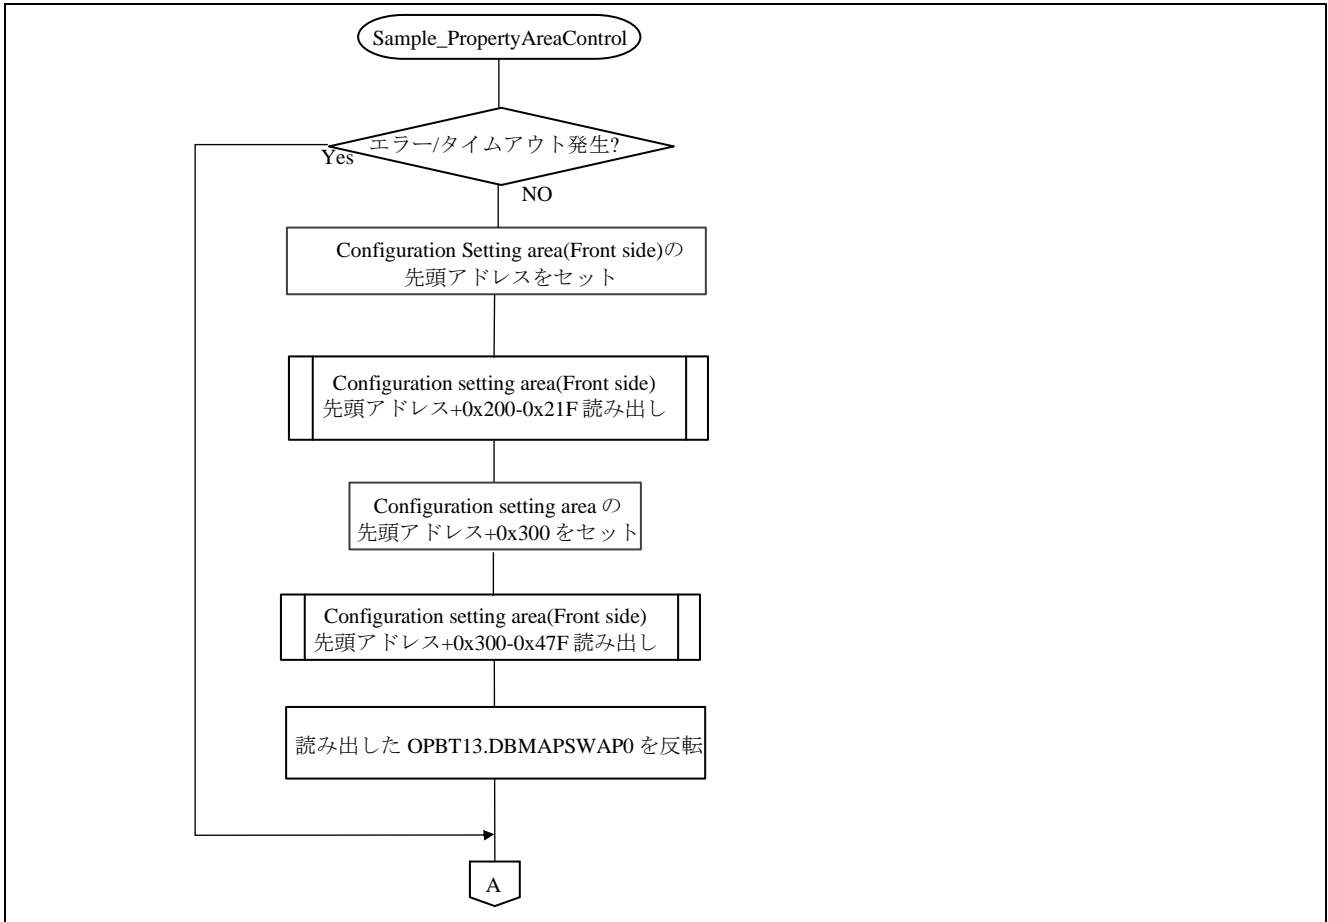 Sample_PropertyAreaControl
エラー/タイムアウト発生?
Yes
NO
Configuration Setting area(Front side)の
先頭アドレスをセット
Configuration setting area(Front side)
先頭アドレス+0x200-0x21F 読み出し
Configuration setting area の
先頭アドレス+0x300 をセット
Configuration setting area(Front side)
先頭アドレス+0x300-0x47F 読み出し
読み出した OPBT13.DBMAPSWAP0 を反転
A